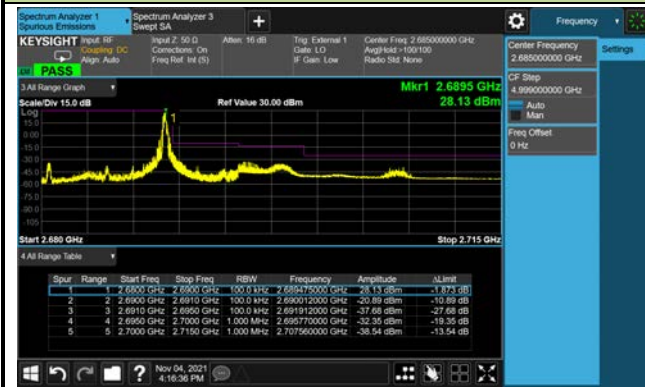 Spectrum Analyzer 1
Spurious Emissions
Spectrum Analyzer 3
Swept SA
Frequency
KEYSIGHT
Input: RF
Coupling: DC
Align: Auto
Input Z: 50 Ω
Corrections: On
Freq Ref: Int (S)
Atten: 16 dB
Trig: External 1
Gate: LO
IF Gain: Low
Center Freq: 2.685000000 GHz
Avg|Hold:>100/100
Radio Std: None
PASS
3 All Range Graph
Mkr1 2.6895 GHz
28.13 dBm
Scale/Div 15.0 dB
Ref Value 30.00 dBm
Log
15.0
0.00
-15.0
-30.0
-45.0
-60.0
-75.0
-90.0
-105
1
Start 2.680 GHz
Stop 2.715 GHz
4 All Range Table
Spur Range Start Freq Stop Freq RBW Frequency Amplitude ΔLimit
1 1 2.6800 GHz 2.6900 GHz 100.0 kHz 2.689475000 GHz 28.13 dBm -1.873 dB
2 2 2.6900 GHz 2.6910 GHz 100.0 kHz 2.690012000 GHz -20.89 dBm -10.89 dB
3 3 2.6910 GHz 2.6950 GHz 100.0 kHz 2.691912000 GHz -37.68 dBm -27.68 dB
4 4 2.6950 GHz 2.7000 GHz 1.000 MHz 2.695770000 GHz -32.35 dBm -19.35 dB
5 5 2.7000 GHz 2.7150 GHz 1.000 MHz 2.707560000 GHz -38.54 dBm -13.54 dB
Center Frequency
2.685000000 GHz
Settings
CF Step
4.999000000 GHz
Auto
Man
Freq Offset
0 Hz
Nov 04, 2021
4:16:36 PM